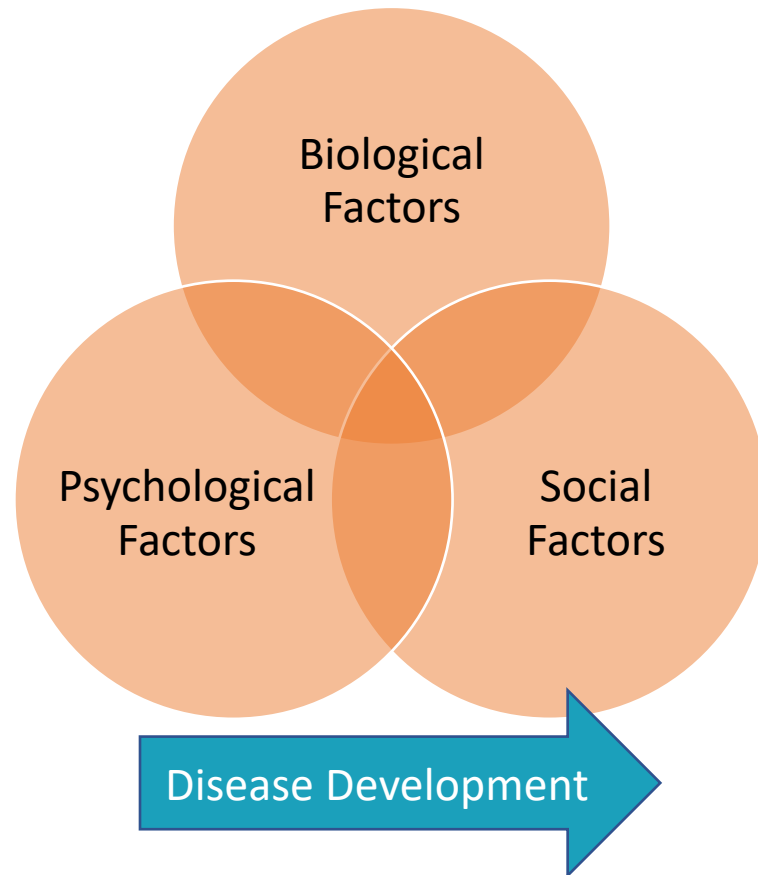 Biological
Factors
Psychological
Factors
Social
Factors
Disease Development